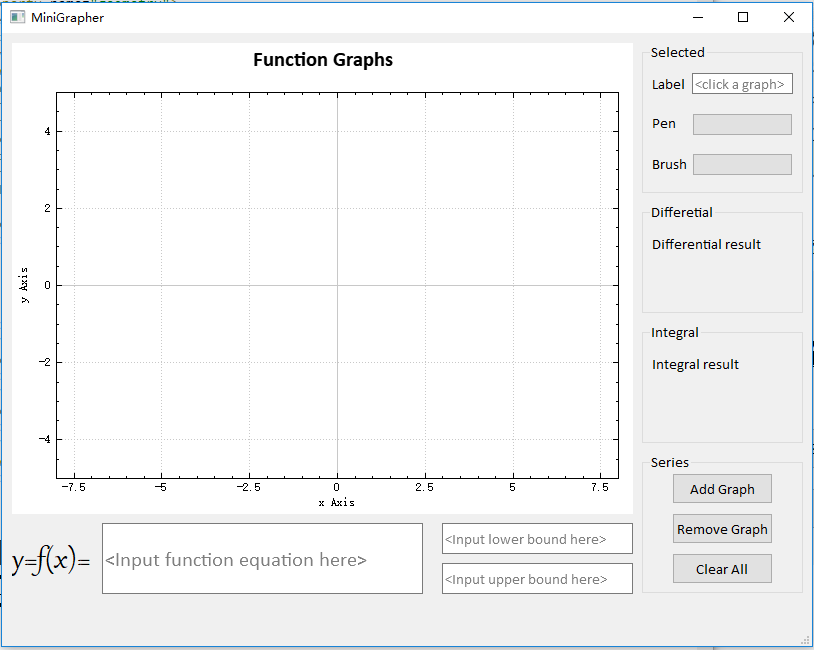 MiniGrapher
Function Graphs
4
2
0
-2
-4
y Axis
-7.5 -5 -2.5 0 2.5 5 7.5
x Axis
y=f(x)=
<Input function equation here>
<Input lower bound here>
<Input upper bound here>
Selected
Label <click a graph>
Pen
Brush
Differetial
Differential result
Integral
Integral result
Series
Add Graph
Remove Graph
Clear All